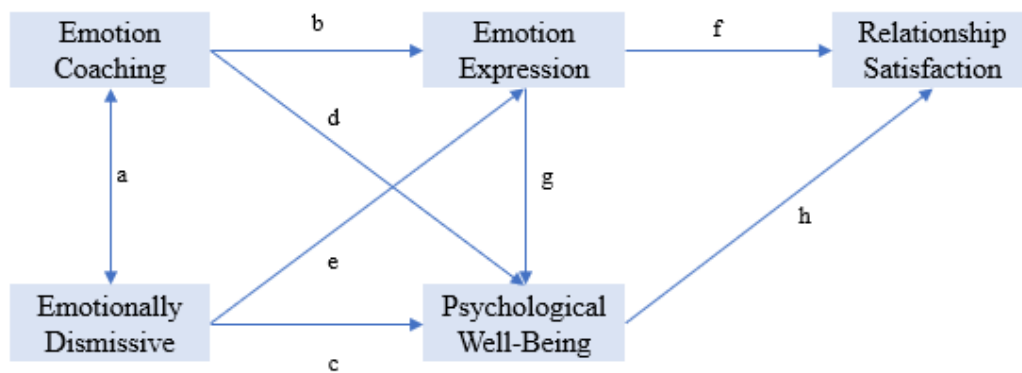 Emotion
Coaching
b
Emotion
Expression
f
Relationship
Satisfaction
d
a
g
h
e
Emotionally
Dismissive
c
Psychological
Well-Being